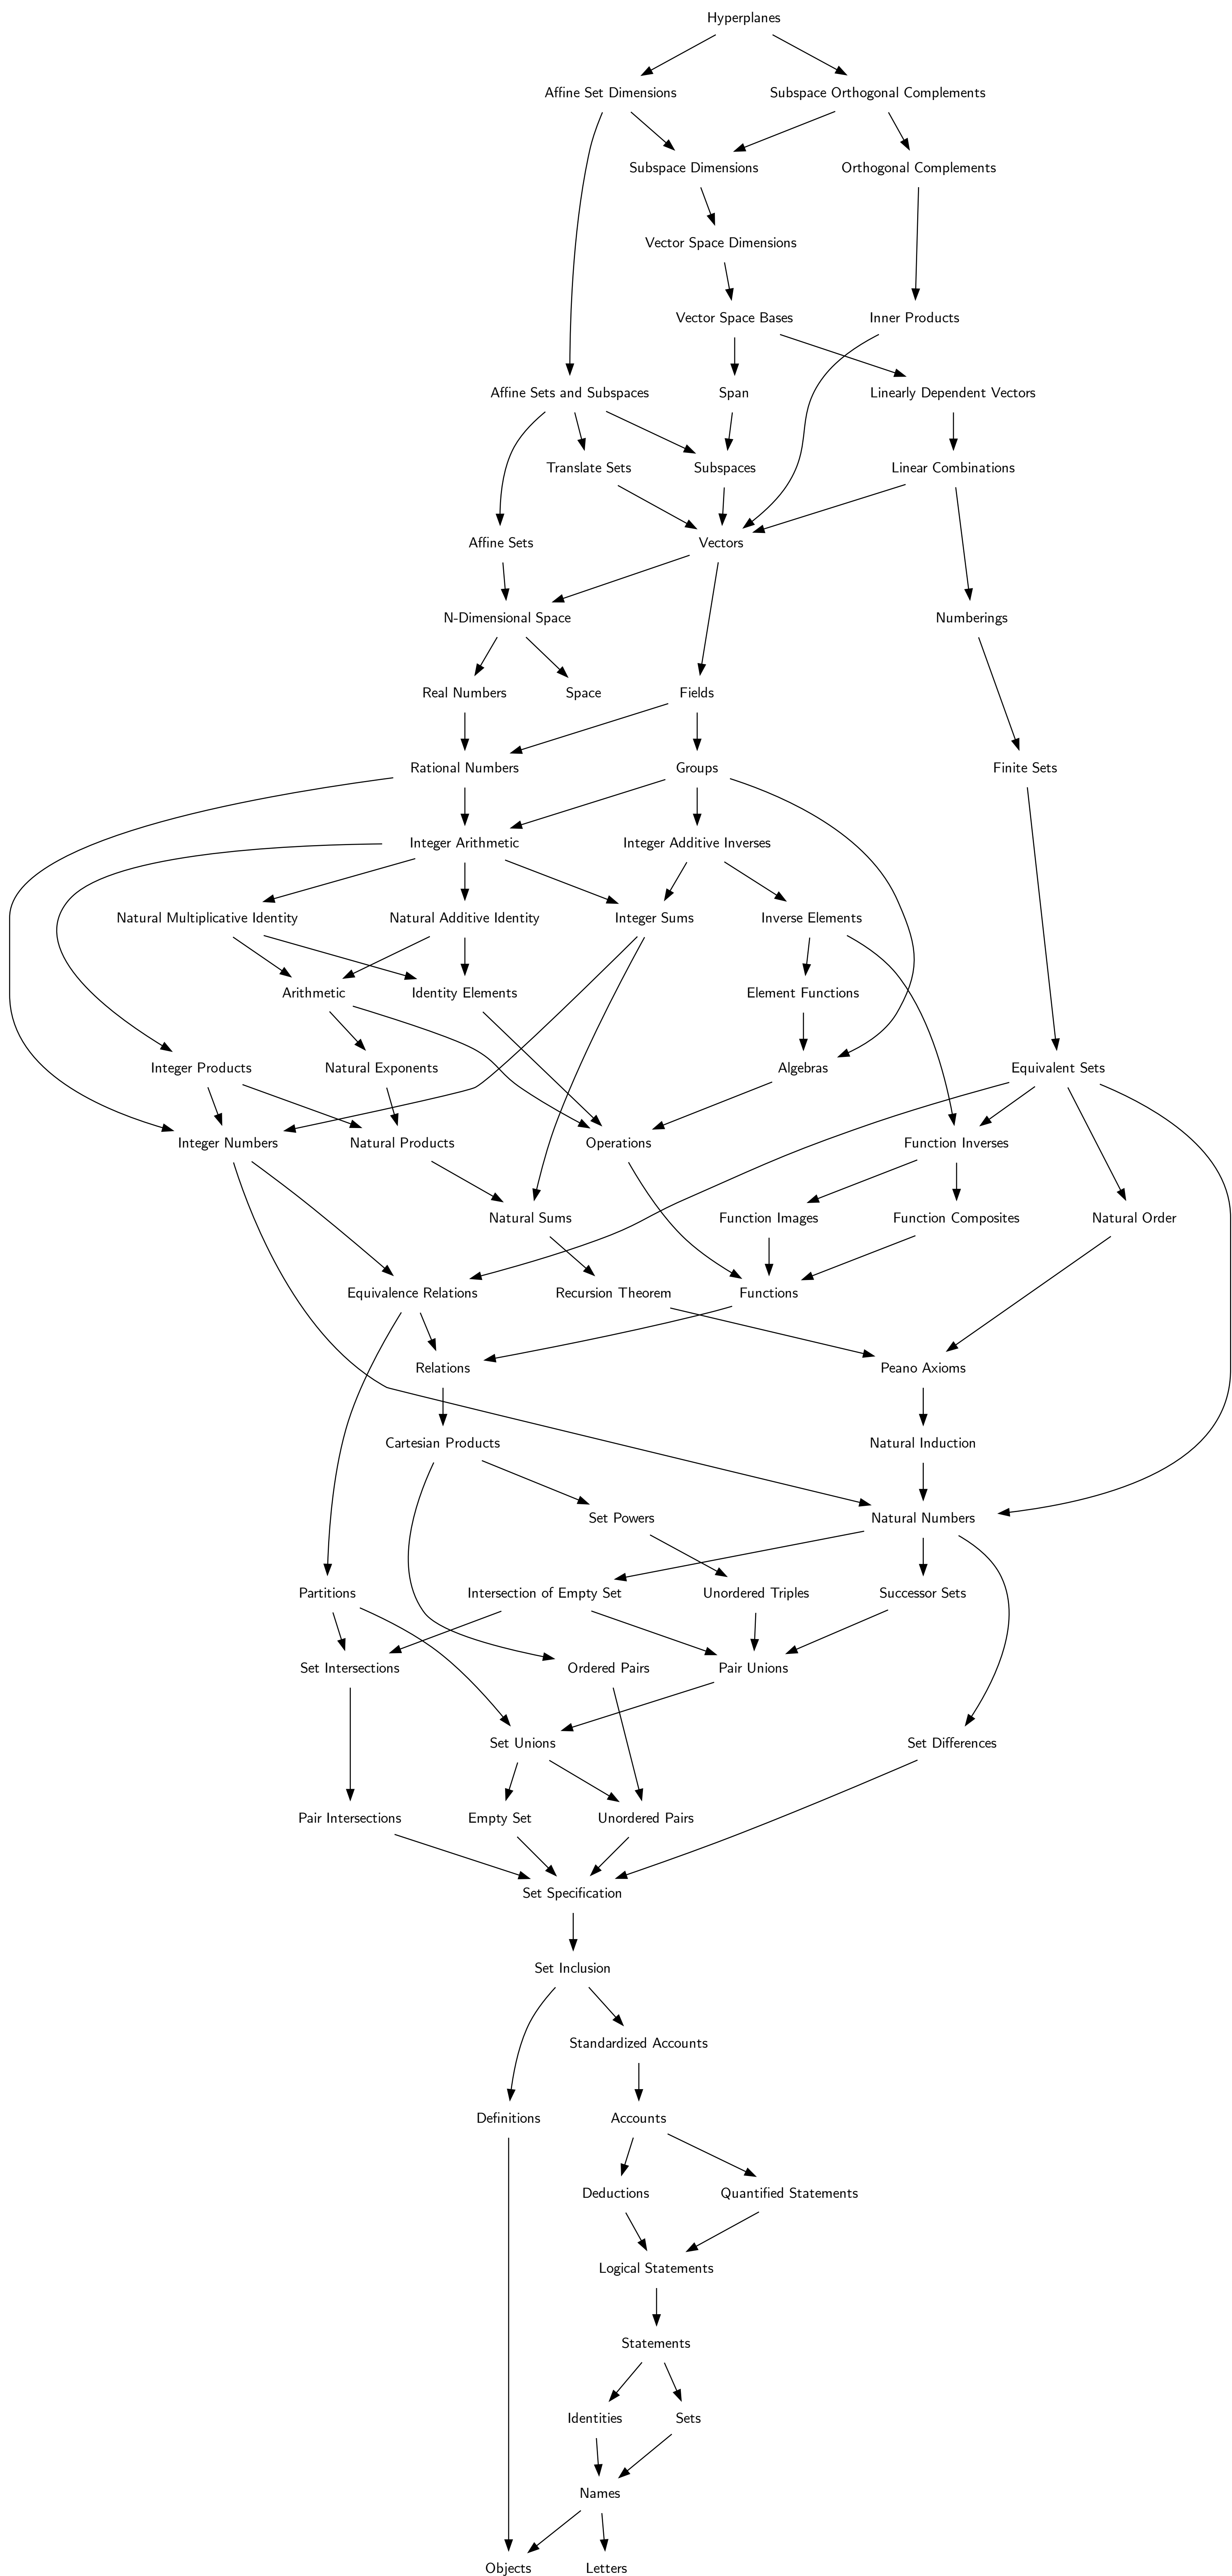 Hyperplanes
Affine Set Dimensions
Subspace Orthogonal Complements
Subspace Dimensions
Orthogonal Complements
Vector Space Dimensions
Vector Space Bases
Inner Products
Affine Sets and Subspaces
Span
Linearly Dependent Vectors
Translate Sets
Subspaces
Linear Combinations
Affine Sets
Vectors
N-Dimensional Space
Numberings
Real Numbers
Space
Fields
Rational Numbers
Groups
Finite Sets
Integer Arithmetic
Integer Additive Inverses
Natural Multiplicative Identity
Natural Additive Identity
Integer Sums
Inverse Elements
Arithmetic
Identity Elements
Element Functions
Integer Products
Natural Exponents
Algebras
Equivalent Sets
Integer Numbers
Natural Products
Operations
Function Inverses
Natural Sums
Function Images
Function Composites
Natural Order
Equivalence Relations
Recursion Theorem
Functions
Relations
Peano Axioms
Cartesian Products
Natural Induction
Set Powers
Natural Numbers
Partitions
Intersection of Empty Set
Unordered Triples
Successor Sets
Set Intersections
Ordered Pairs
Pair Unions
Set Unions
Set Differences
Pair Intersections
Empty Set
Unordered Pairs
Set Specification
Set Inclusion
Standardized Accounts
Definitions
Accounts
Deductions
Quantified Statements
Logical Statements
Statements
Identities
Sets
Names
Objects
Letters